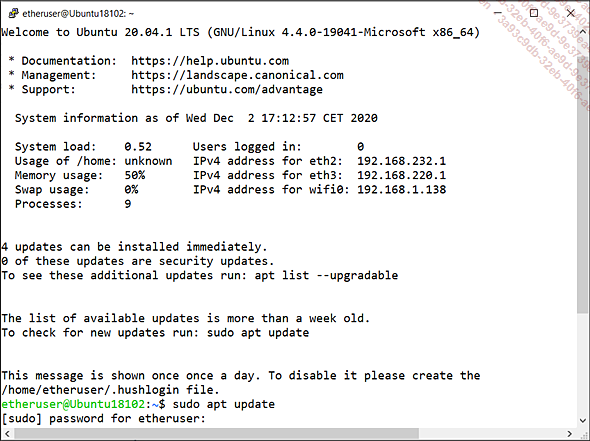 etheruser@Ubuntu18102: ~
Welcome to Ubuntu 20.04.1 LTS (GNU/Linux 4.4.0-19041-Microsoft x86_64)
* Documentation: https://help.ubuntu.com
* Management: https://landscape.canonical.com
* Support: https://ubuntu.com/advantage
System information as of Wed Dec 2 17:12:57 CET 2020
System load: 0.52 Users logged in: 0
Usage of /home: unknown IPv4 address for eth2: 192.168.232.1
Memory usage: 50% IPv4 address for eth3: 192.168.220.1
Swap usage: 0% IPv4 address for wifi0: 192.168.1.138
Processes: 9
4 updates can be installed immediately.
0 of these updates are security updates.
To see these additional updates run: apt list --upgradable
The list of available updates is more than a week old.
To check for new updates run: sudo apt update
This message is shown once once a day. To disable it please create the
/home/etheruser/.hushlogin file.
etheruser@Ubuntu18102:~$ sudo apt update
[sudo] password for etheruser: